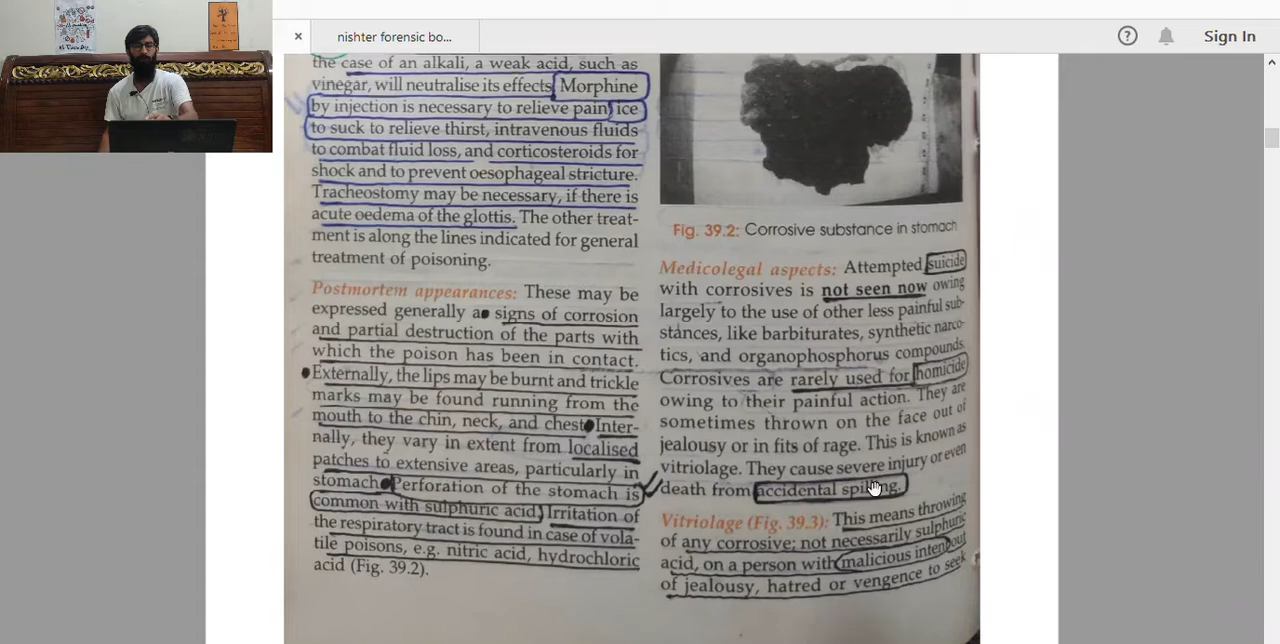 nishter forensic bo...
Sign In
the case of an alkali, a weak acid, such as
vinegar, will neutralise its effects. Morphine
by injection is necessary to relieve pain, ice
to suck to relieve thirst, intravenous fluids
to combat fluid loss, and corticosteroids for
shock and to prevent oesophageal stricture.
Tracheostomy may be necessary, if there is
acute oedema of the glottis. The other treat-
ment is along the lines indicated for general
treatment of poisoning.
Postmortem appearances: These may be
expressed generally as signs of corrosion
and partial destruction of the parts with
which the poison has been in contact.
Externally, the lips may be burnt and trickle
marks may be found running from the
mouth to the chin, neck, and chest. Inter-
nally, they vary in extent from localised
patches to extensive areas, particularly in
stomach. Perforation of the stomach is
common with sulphuric acid. Irritation of
the respiratory tract is found in case of vola-
tile poisons, e.g. nitric acid, hydrochloric
acid (Fig. 39.2).
Fig. 39.2: Corrosive substance in stomach
Medicolegal aspects: Attempted suicide
with corrosives is not seen now owing
largely to the use of other less painful sub-
stances, like barbiturates, synthetic narco-
tics, and organophosphorus compounds.
Corrosives are rarely used for homicide
owing to their painful action. They are
sometimes thrown on the face out of
jealousy or in fits of rage. This is known as
vitriolage. They cause severe injury or even
death from accidental spilling.
Vitriolage (Fig. 39.3): This means throwing
of any corrosive; not necessarily sulphuric
acid, on a person with malicious intent out
of jealousy, hatred or vengence to seek